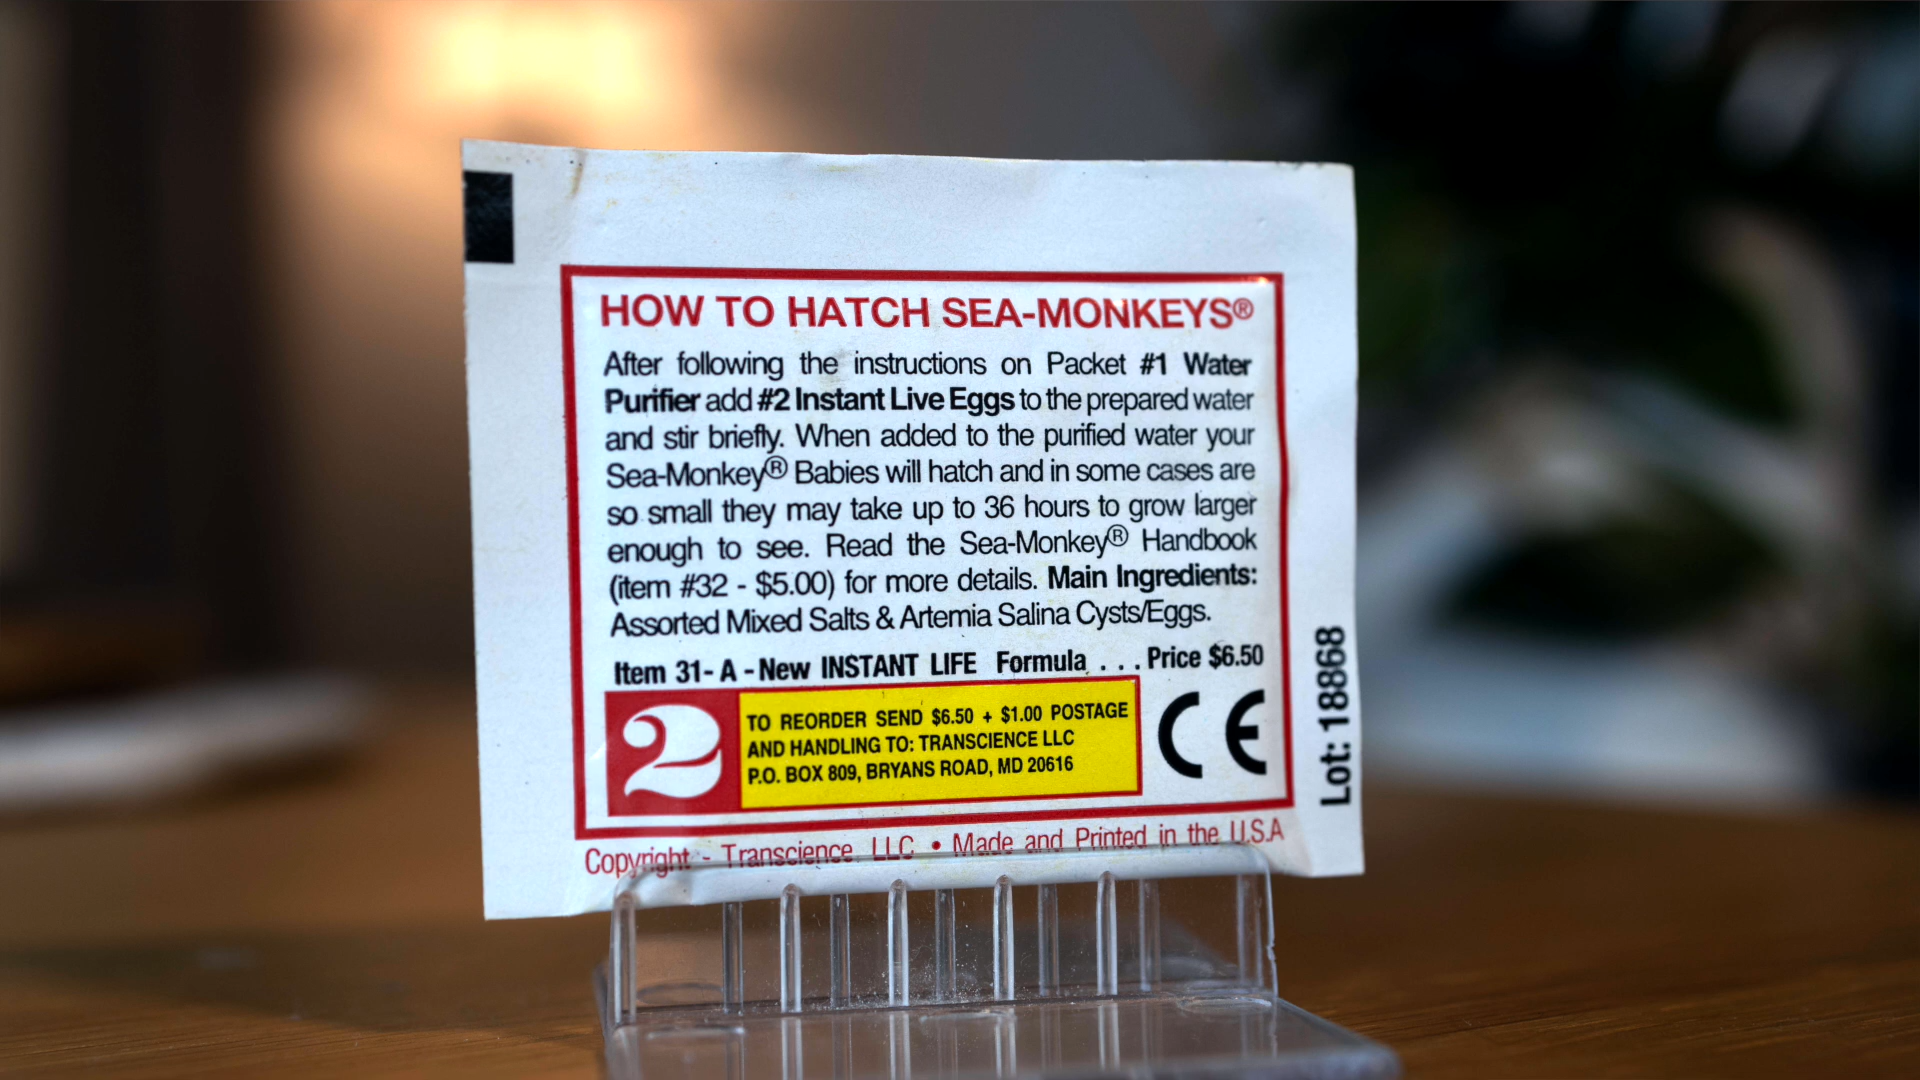 HOW TO HATCH SEA-MONKEYS®
After following the instructions on Packet #1 Water
Purifier add #2 Instant Live Eggs to the prepared water
and stir briefly. When added to the purified water your
Sea-Monkey® Babies will hatch and in some cases are
so small they may take up to 36 hours to grow larger
enough to see. Read the Sea-Monkey® Handbook
(item #32 - $5.00) for more details. Main Ingredients:
Assorted Mixed Salts & Artemia Salina Cysts/Eggs.
Item 31- A - New INSTANT LIFE Formula . . . Price $6.50
2
TO REORDER SEND $6.50 + $1.00 POSTAGE
AND HANDLING TO: TRANSCIENCE LLC
P.O. BOX 809, BRYANS ROAD, MD 20616
CE
Copyright - Transcience LLC • Made and Printed in the U.S.A
Lot: 18868